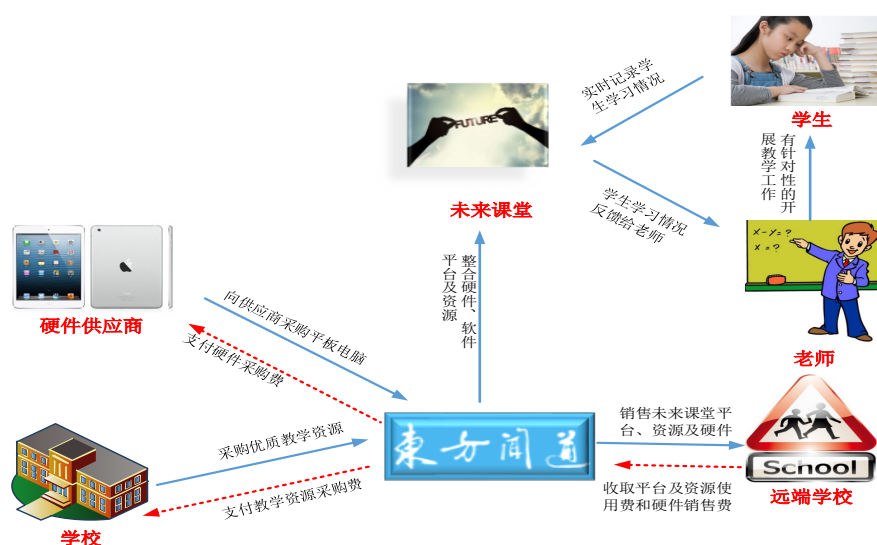 实时记录学
生学习情况
学生
有针对性的开
展教学工作
FUTURE
未来课堂
学生学习情况
反馈给老师
X-Y=?
X=?
老师
整合硬件、软件
平台及资源
硬件供应商
向供应商采购平板电脑
支付硬件采购费
采购优质教学资源
支付教学资源采购费
学校
東方闻道
销售未来课堂平
台、资源及硬件
收取平台及资源使
用费和硬件销售费
School
远端学校